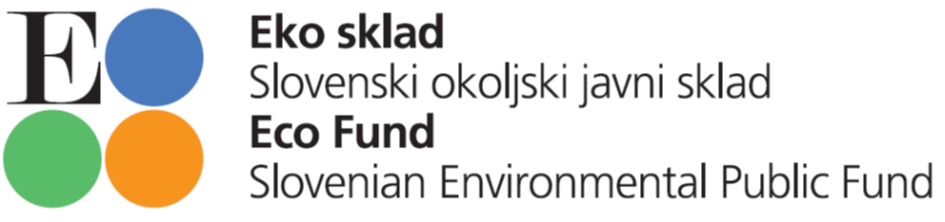 E
Eko sklad
Slovenski okoljski javni sklad
Eco Fund
Slovenian Environmental Public Fund